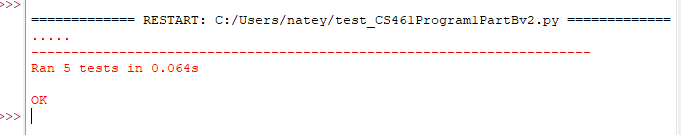 >>>
============= RESTART: C:/Users/natey/test_CS461Program1PartBv2.py =============
.....
----------------------------------------------------------------------
Ran 5 tests in 0.064s
OK
>>>